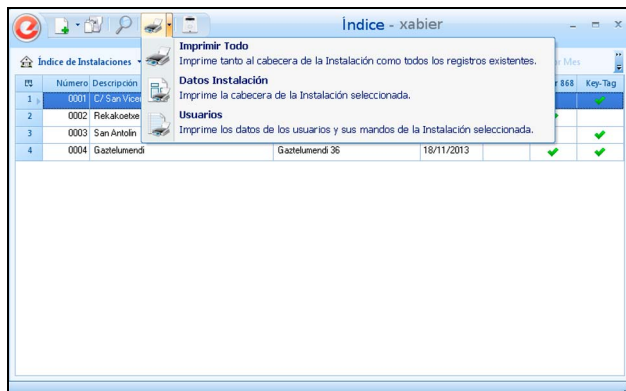 Índice - xabier
Imprimir Todo
Imprime tanto al cabecera de la Instalación como todos los registros existentes.
Datos Instalación
Imprime la cabecera de la Instalación seleccionada.
Usuarios
Imprime los datos de los usuarios y sus mandos de la Instalación seleccionada.
Índice de Instalaciones Mes
Número Descripción 868 Key-Tag
1 0001 C/ San
2 0002 Rekakoetxe
3 0003 San Antolin
4 0004 Gaztelumendi Gaztelumendi 36 18/11/2013